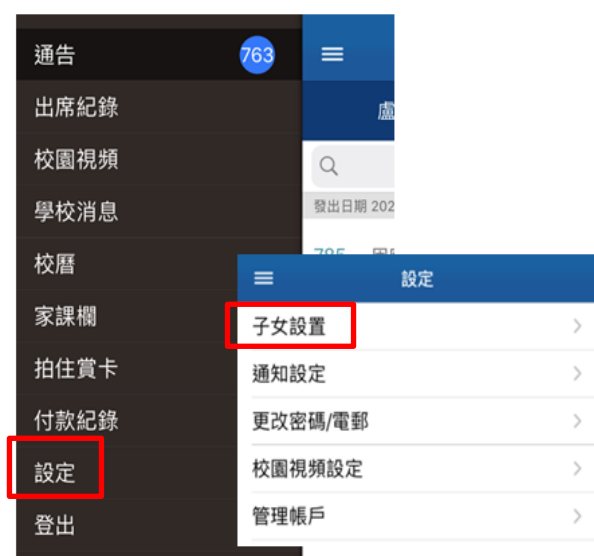 通告 763
出席紀錄
校園視頻
學校消息
校曆
家課欄
拍住賞卡
付款紀錄
設定
登出
盧
發出日期 202
785
設定
子女設置
通知設定
更改密碼/電郵
校園視頻設定
管理帳戶